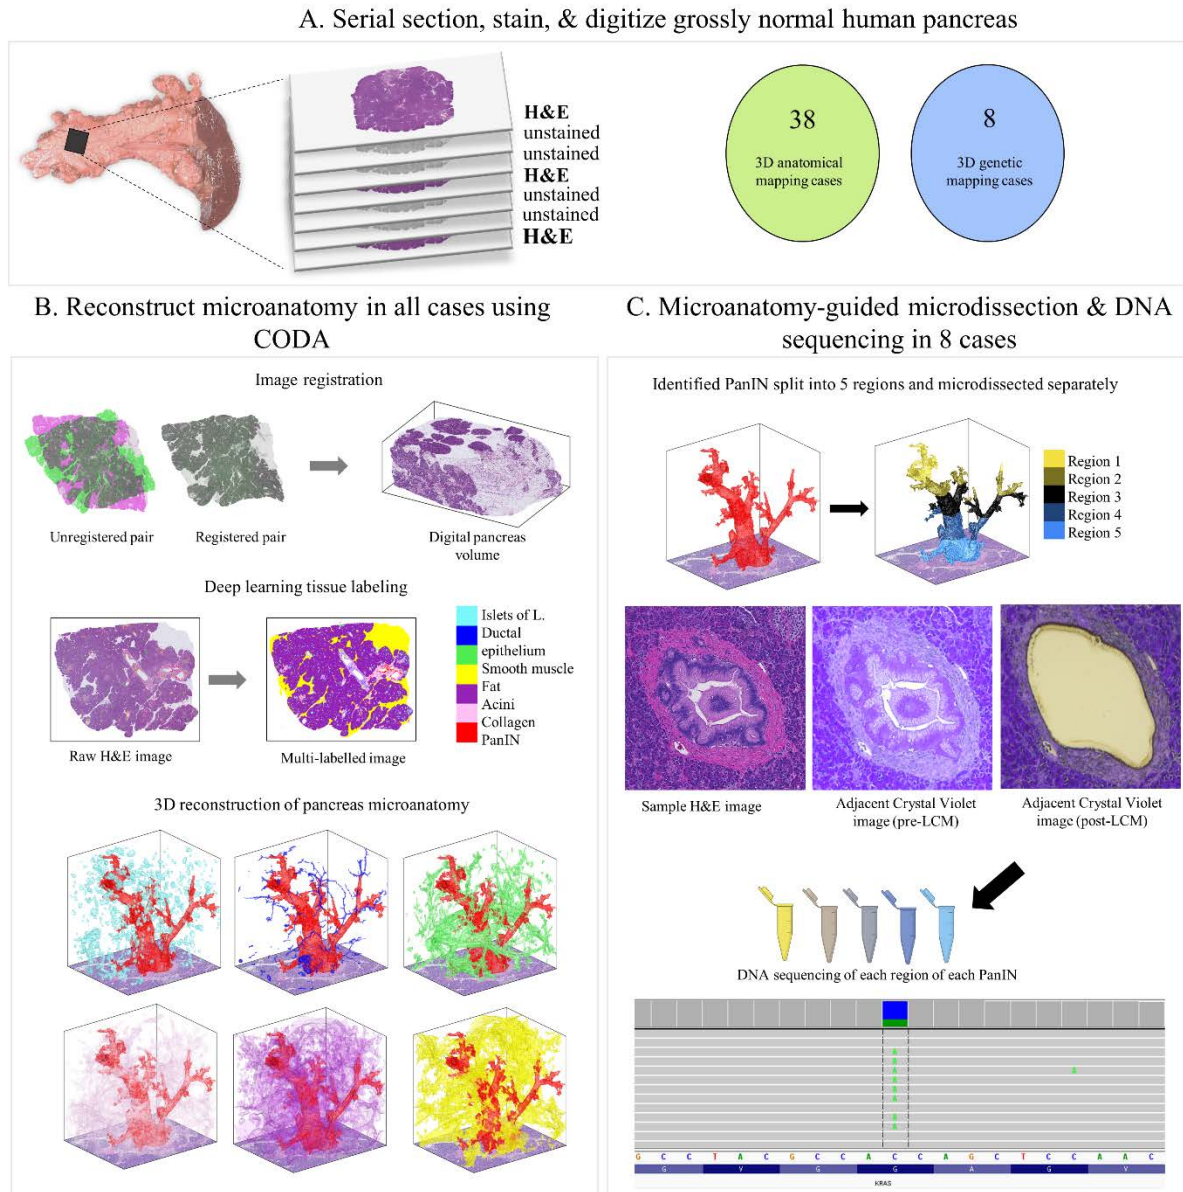 A. Serial section, stain, & digitize grossly normal human pancreas
H&E
unstained
unstained
H&E
unstained
unstained
H&E
38
3D anatomical
mapping cases
8
3D genetic
mapping cases
B. Reconstruct microanatomy in all cases using
CODA
Image registration
Unregistered pair
Registered pair
Digital pancreas
volume
Deep learning tissue labeling
Raw H&E image
Multi-labelled image
Islets of L.
Ductal
epithelium
Smooth muscle
Fat
Acini
Collagen
PanIN
3D reconstruction of pancreas microanatomy
C. Microanatomy-guided microdissection & DNA
sequencing in 8 cases
Identified PanIN split into 5 regions and microdissected separately
Region 1
Region 2
Region 3
Region 4
Region 5
Sample H&E image
Adjacent Crystal Violet
image (pre-LCM)
Adjacent Crystal Violet
image (post-LCM)
DNA sequencing of each region of each PanIN
A
A
A
A
A
A
A
A
A
G C C T A C G C C A C C A G C T C C A A C
G V G G A G V
KRAS